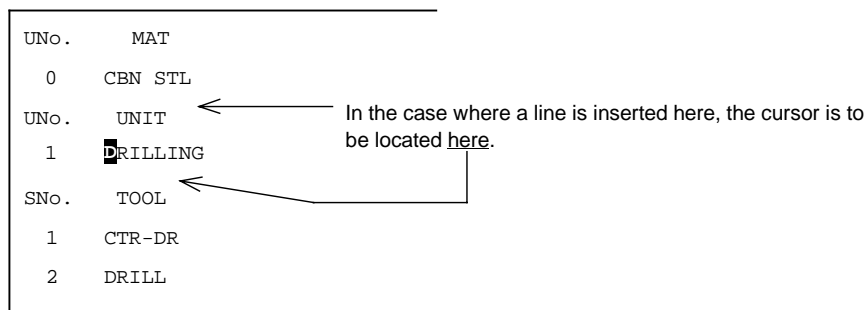 UNo. MAT
0 CBN STL
UNo. UNIT
1 DRILLING
SNo. TOOL
1 CTR-DR
2 DRILL
In the case where a line is inserted here, the cursor is to
be located here.